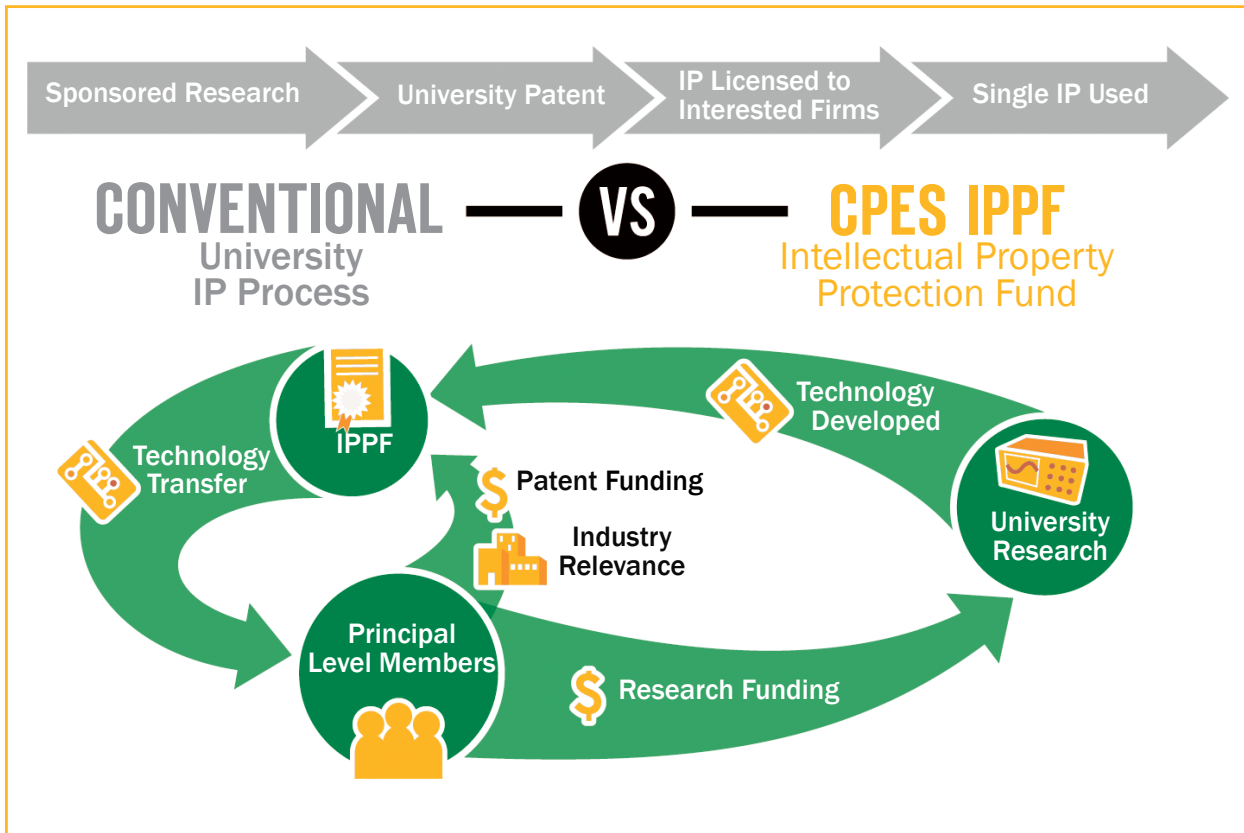 Sponsored Research
University Patent
IP Licensed to
Interested Firms
Single IP Used
CONVENTIONAL
University
IP Process
VS
CPES IPPF
Intellectual Property
Protection Fund
IPPF
Technology
Transfer
Technology
Developed
Patent Funding
Industry
Relevance
University
Research
Principal
Level Members
Research Funding
$
$